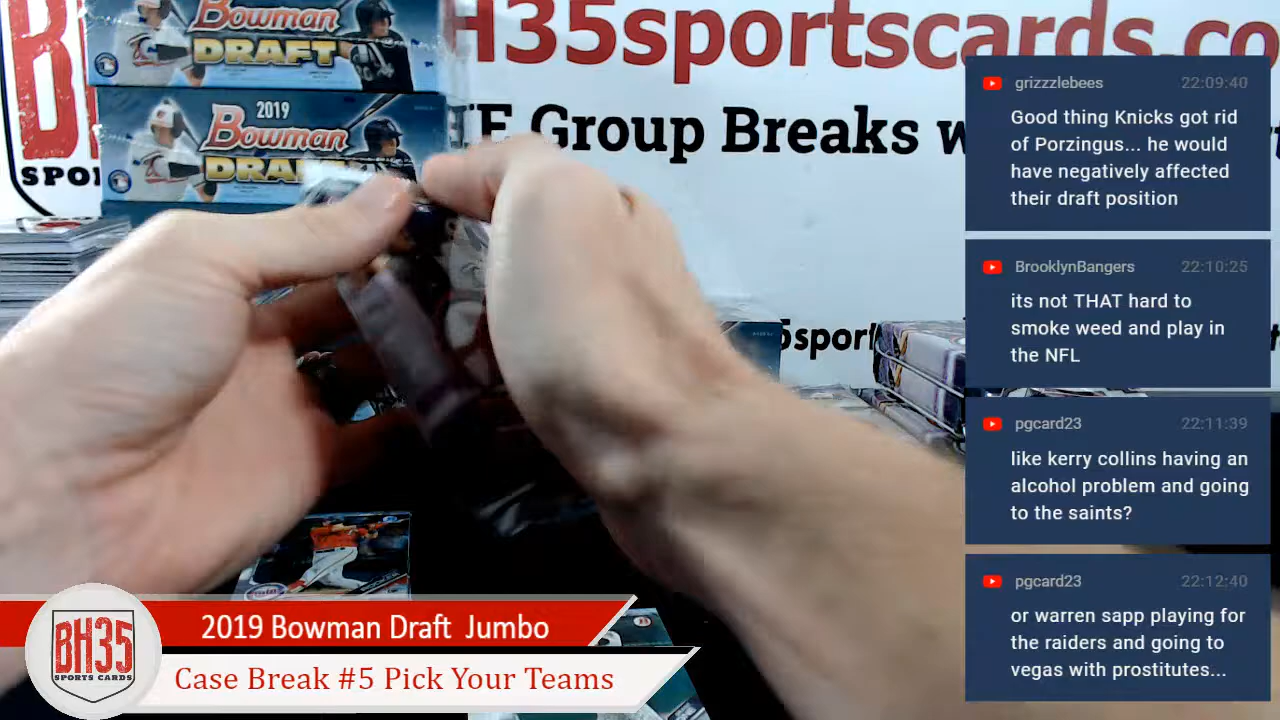 Bowman
DRAFT
2019
Bowman
H35sportscards.co
E Group Breaks w
SPO
5sport
grizzzlebees 22:09:40
Good thing Knicks got rid
of Porzingus... he would
have negatively affected
their draft position
BrooklynBangers 22:10:25
its not THAT hard to
smoke weed and play in
the NFL
pgcard23 22:11:39
like kerry collins having an
alcohol problem and going
to the saints?
pgcard23 22:12:40
or warren sapp playing for
the raiders and going to
vegas with prostitutes...
BH35
SPORTS CARDS
2019 Bowman Draft Jumbo
Case Break #5 Pick Your Teams